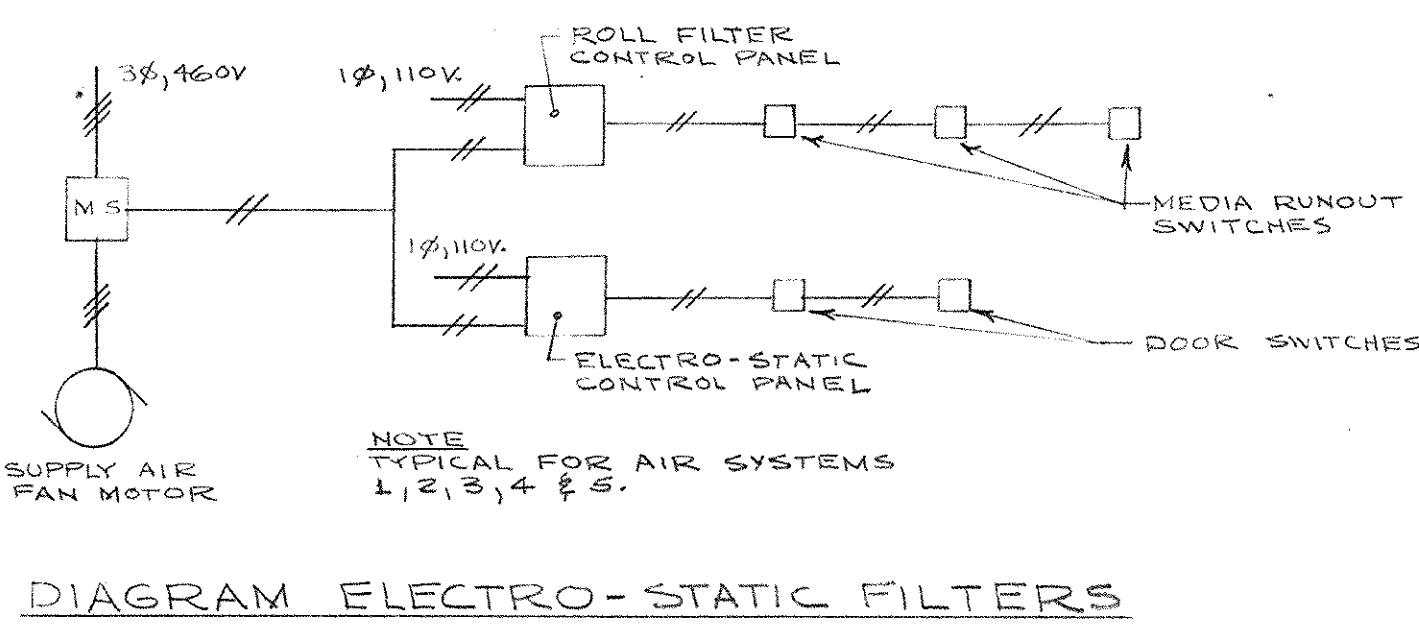 ROLL FILTER
CONTROL PANEL
3Ø, 460V
1Ø, 110V.
MS
MEDIA RUNOUT
SWITCHES
1Ø, 110V.
DOOR SWITCHES
ELECTRO-STATIC
CONTROL PANEL
NOTE
TYPICAL FOR AIR SYSTEMS
1, 2, 3, 4 & 5.
SUPPLY AIR
FAN MOTOR
DIAGRAM ELECTRO-STATIC FILTERS